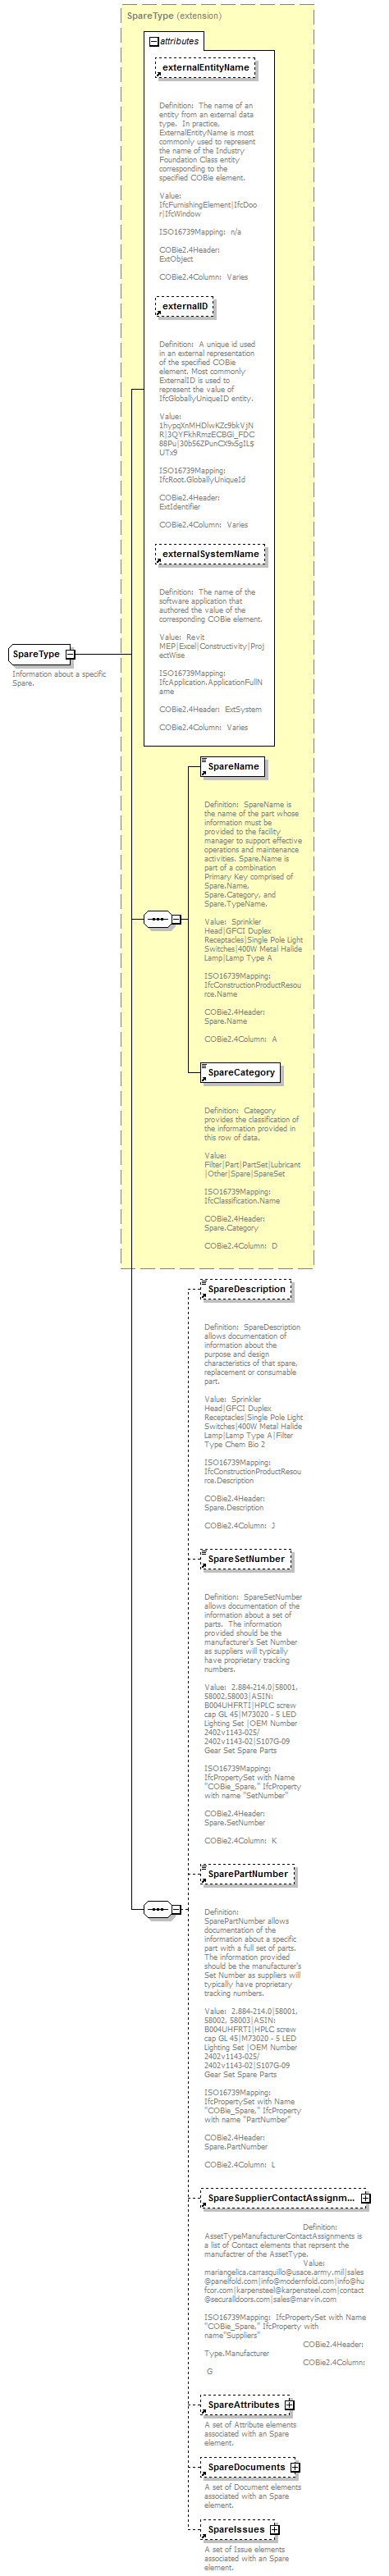 SpareType (extension)
attributes
externalEntityName
Definition: The name of an
entity from an external data
type. In practice,
ExternalEntityName is most
commonly used to represent
the name of the Industry
Foundation Class entity
corresponding to the
specified COBie element.
Value:
IfcFurnishingElement|IfcDoo
r|IfcWindow
ISO16739Mapping: n/a
COBie2.4Header:
ExtObject
COBie2.4Column: Varies
externalID
Definition: A unique id used
in an external representation
of the specified COBie
element. Most commonly
ExternalID is used to
represent the value of
IfcGloballyUniqueID entity.
Value:
1hypqXnMHDlwKZc9bkVjN
R|3QYFkhRmzECBGi_FDC
88Pu|30b56ZPunCX9xSgIL$
UTx9
ISO16739Mapping:
IfcRoot.GloballyUniqueId
COBie2.4Header:
ExtIdentifier
COBie2.4Column: Varies
externalSystemName
Definition: The name of the
software application that
authored the value of the
corresponding COBie element.
Value: Revit
MEP|Excel|Constructivity|Proj
ectWise
ISO16739Mapping:
IfcApplication.ApplicationFullN
ame
COBie2.4Header: ExtSystem
COBie2.4Column: Varies
SpareType
Information about a specific
Spare.
SpareName
Definition: SpareName is
the name of the part whose
information must be
provided to the facility
manager to support effective
operations and maintenance
activities. Spare.Name is
part of a combination
Primary Key comprised of
Spare.Name,
Spare.Category, and
Spare.TypeName.
Value: Sprinkler
Head|GFCI Duplex
Receptacles|Single Pole Light
Switches|400W Metal Halide
Lamp|Lamp Type A
ISO16739Mapping:
IfcConstructionProductResou
rce.Name
COBie2.4Header:
Spare.Name
COBie2.4Column: A
SpareCategory
Definition: Category
provides the classification of
the information provided in
this row of data.
Value:
Filter|Part|PartSet|Lubricant
|Other|Spare|SpareSet
ISO16739Mapping:
IfcClassification.Name
COBie2.4Header:
Spare.Category
COBie2.4Column: D
SpareDescription
Definition: SpareDescription
allows documentation of
information about the
purpose and design
characteristics of that spare,
replacement or consumable
part.
Value: Sprinkler
Head|GFCI Duplex
Receptacles|Single Pole Light
Switches|400W Metal Halide
Lamp|Lamp Type A|Filter
Type Chem Bio 2
ISO16739Mapping:
IfcConstructionProductResou
rce.Description
COBie2.4Header:
Spare.Description
COBie2.4Column: J
SpareSetNumber
Definition: SpareSetNumber
allows documentation of the
information about a set of
parts. The information
provided should be the
manufacturer's Set Number
as suppliers will typically
have proprietary tracking
numbers.
Value: 2.884-214.0|58001,
58002,58003|ASIN:
B004UHFRTI|HPLC screw
cap GL 45|M73020 - 5 LED
Lighting Set |OEM Number
2402v1143-025/
2402v1143-02|S107G-09
Gear Set Spare Parts
ISO16739Mapping:
IfcPropertySet with Name
"COBie_Spare," IfcProperty
with name "SetNumber"
COBie2.4Header:
Spare.SetNumber
COBie2.4Column: K
SparePartNumber
Definition:
SparePartNumber allows
documentation of the
information about a specific
part with a full set of parts.
The information provided
should be the manufacturer's
Set Number as suppliers will
typically have proprietary
tracking numbers.
Value: 2.884-214.0|58001,
58002, 58003|ASIN:
B004UHFRTI|HPLC screw
cap GL 45|M73020 - 5 LED
Lighting Set |OEM Number
2402v1143-025/
2402v1143-02|S107G-09
Gear Set Spare Parts
ISO16739Mapping:
IfcPropertySet with Name
"COBie_Spare," IfcProperty
with name "PartNumber"
COBie2.4Header:
Spare.PartNumber
COBie2.4Column: L
SpareSupplierContactAssignm...
Definition:
AssetTypeManufacturerContactAssignments is
a list of Contact elements that reprsent the
manufactrer of the AssetType.
Value:
mariangelica.carrasquillo@usace.army.mil|sales
@panelfold.com|info@modernfold.com|info@hu
fcor.com|karpensteel@karpensteel.com|contact
@securalldoors.com|sales@marvin.com
ISO16739Mapping: IfcPropertySet with Name
"COBie_Spare," IfcProperty with
name"Suppliers"
COBie2.4Header:
Type.Manufacturer
COBie2.4Column:
G
SpareAttributes
A set of Attribute elements
associated with an Spare
element.
SpareDocuments
A set of Document elements
associated with an Spare
element.
SpareIssues
A set of Issue elements
associated with an Spare
element.